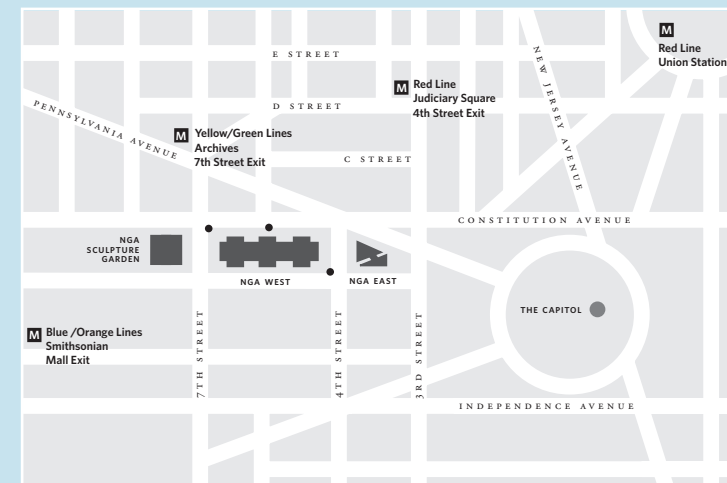 M
Red Line
Union Station
E STREET
NEW JERSEY AVENUE
M
Red Line
Judiciary Square
4th Street Exit
PENNSYLVANIA AVENUE
D STREET
M
Yellow/Green Lines
Archives
7th Street Exit
C STREET
CONSTITUTION AVENUE
NGA
SCULPTURE
GARDEN
NGA WEST
NGA EAST
THE CAPITOL
M
Blue /Orange Lines
Smithsonian
Mall Exit
7TH STREET
4TH STREET
3RD STREET
INDEPENDENCE AVENUE